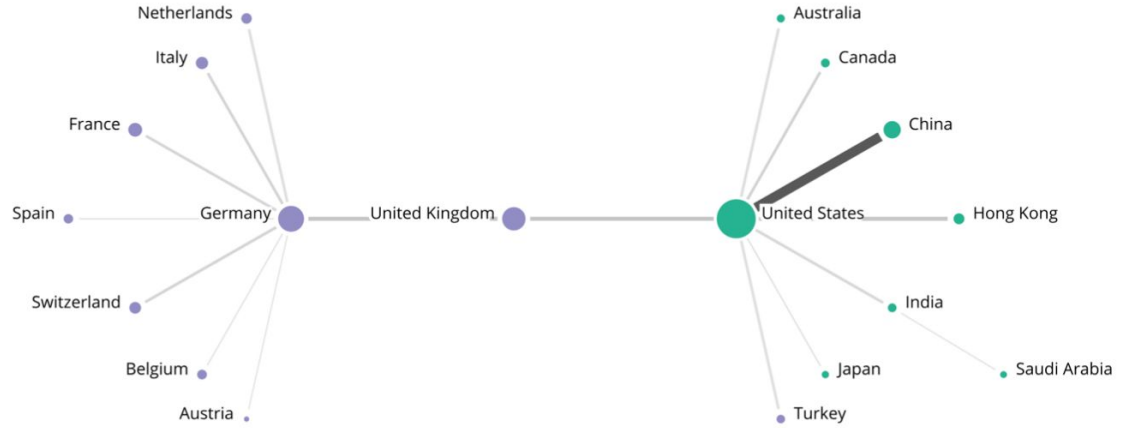 Netherlands
Australia
Italy
Canada
France
China
Spain
Germany
United Kingdom
United States
Hong Kong
Switzerland
India
Belgium
Japan
Saudi Arabia
Austria
Turkey